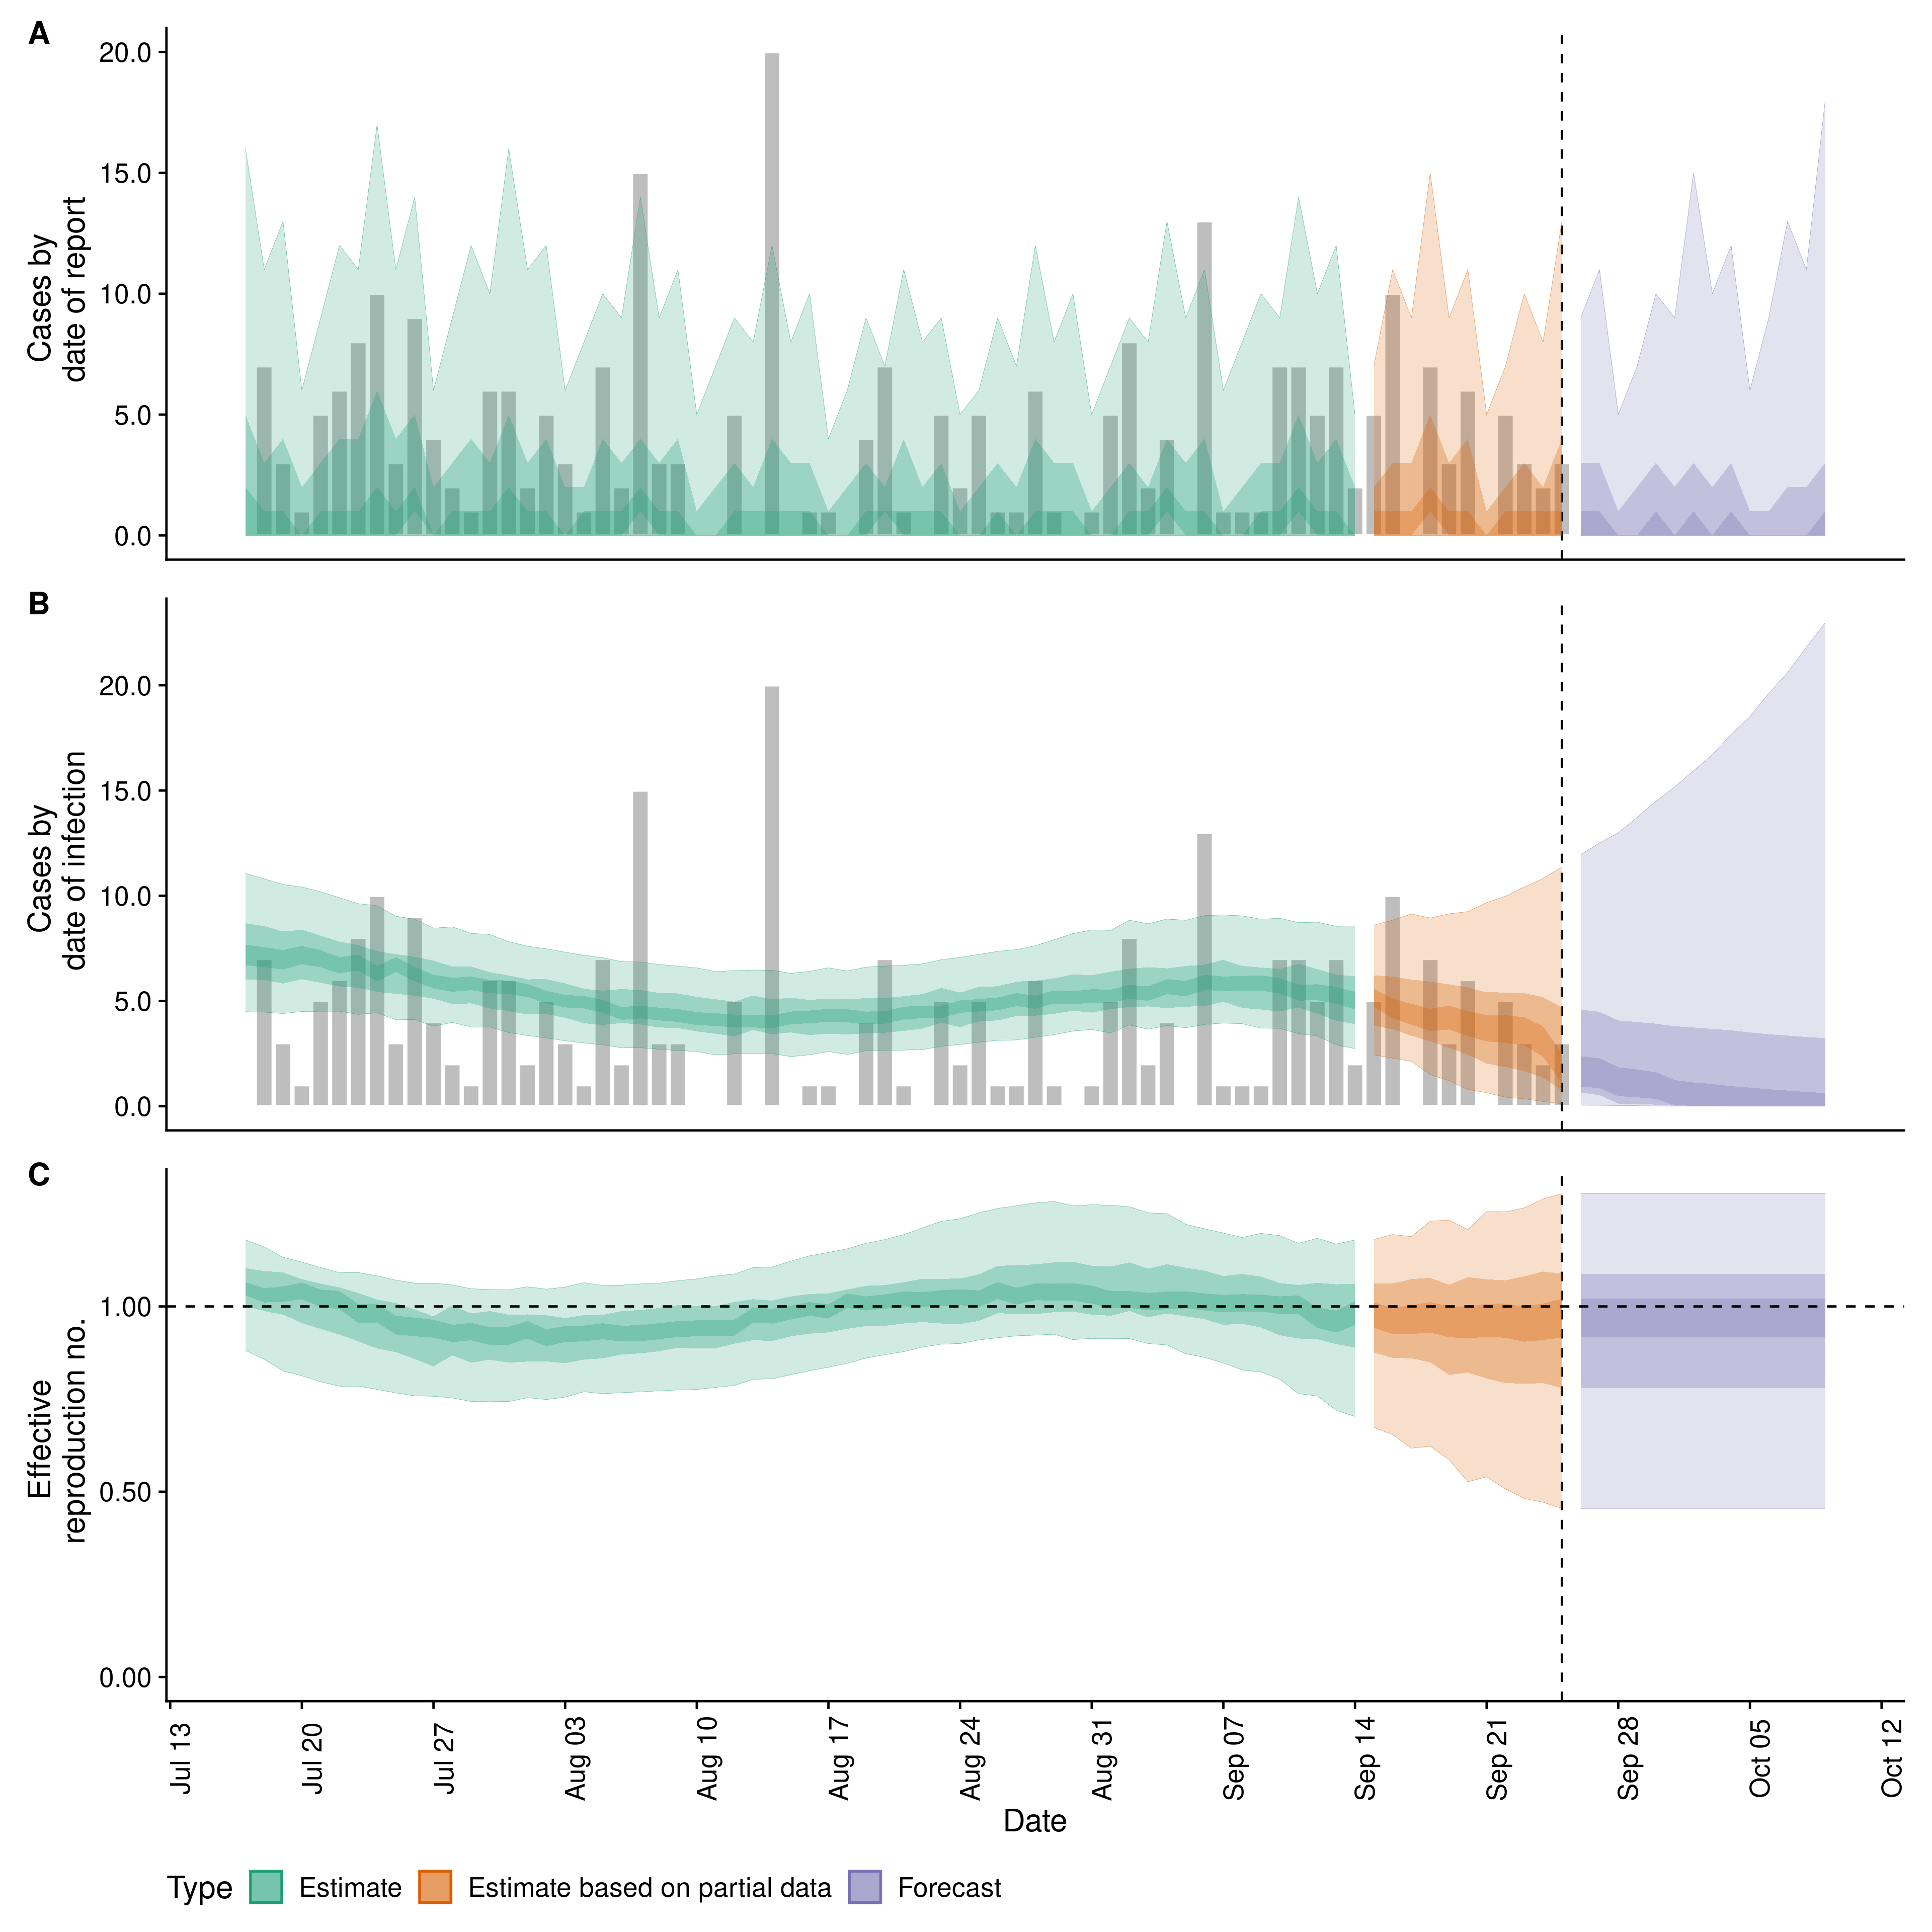 A
20.0
15.0
10.0
5.0
0.0
Cases by
date of report
B
20.0
15.0
10.0
5.0
0.0
Cases by
date of infection
C
1.00
0.50
0.00
Effective
reproduction no.
Jul 13
Jul 20
Jul 27
Aug 03
Aug 10
Aug 17
Aug 24
Aug 31
Sep 07
Sep 14
Sep 21
Sep 28
Oct 05
Oct 12
Date
Type Estimate Estimate based on partial data Forecast